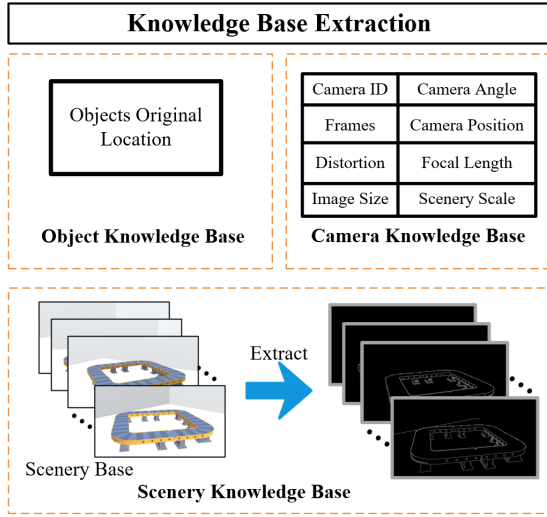 Knowledge Base Extraction
Objects Original
Location
Object Knowledge Base
Camera ID
Camera Angle
Frames
Camera Position
Distortion
Focal Length
Image Size
Scenery Scale
Camera Knowledge Base
Extract
Scenery Base
Scenery Knowledge Base